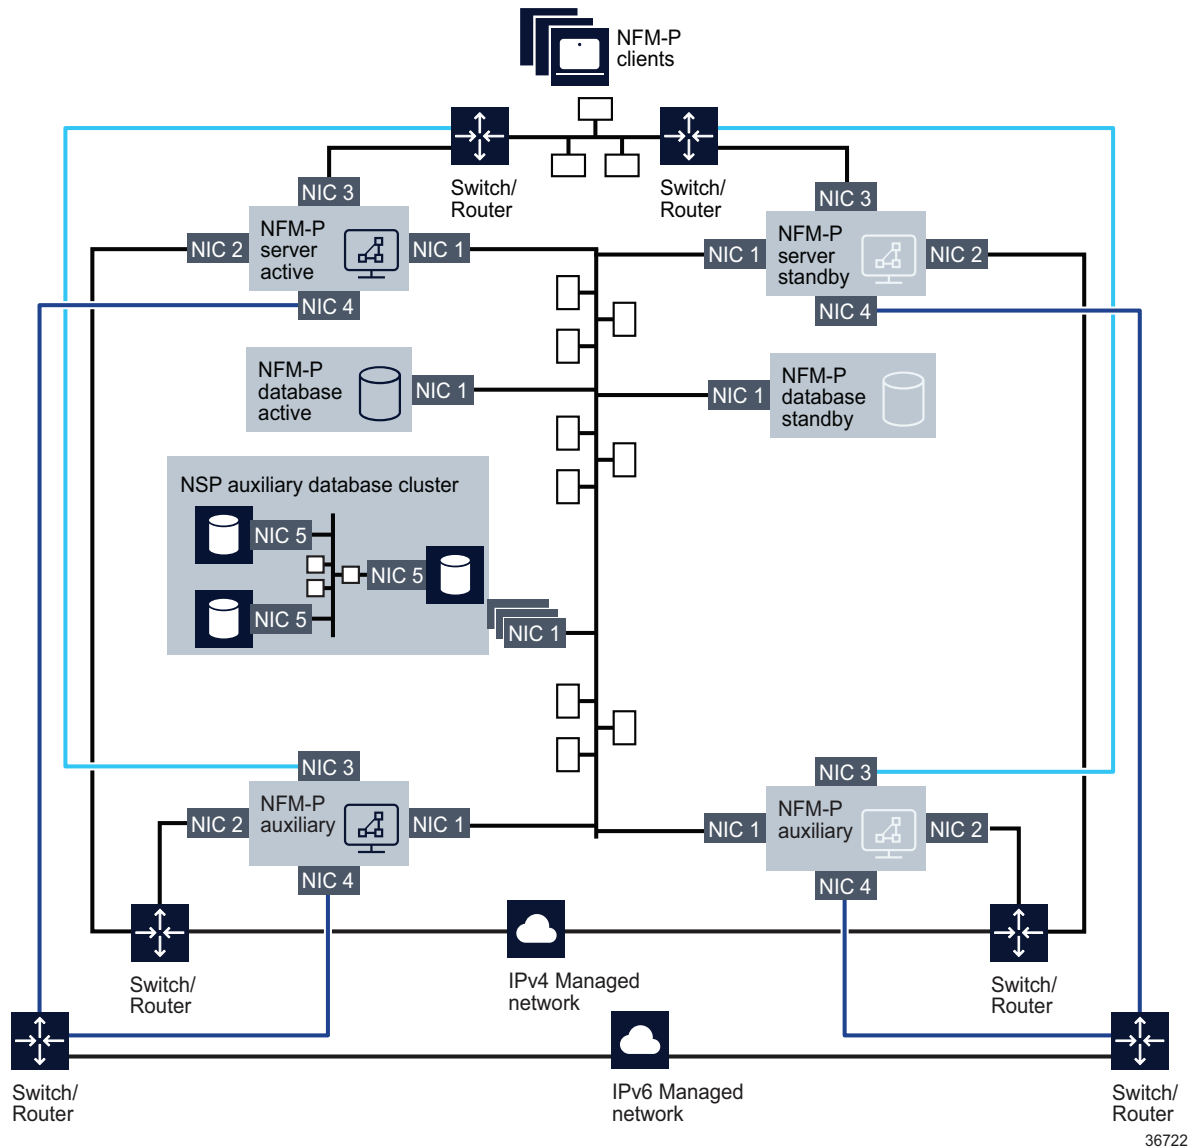 NFM-P
clients
Switch/
Router
Switch/
Router
NIC 3
NFM-P
server
active
NIC 2
NIC 1
NIC 4
NIC 3
NFM-P
server
standby
NIC 1
NIC 2
NIC 4
NFM-P
database
active
NIC 1
NIC 1
NFM-P
database
standby
NSP auxiliary database cluster
NIC 5
NIC 5
NIC 5
NIC 1
NIC 3
NFM-P
auxiliary
NIC 2
NIC 1
NIC 4
NIC 3
NFM-P
auxiliary
NIC 1
NIC 2
NIC 4
Switch/
Router
IPv4 Managed
network
Switch/
Router
Switch/
Router
IPv6 Managed
network
Switch/
Router
36722